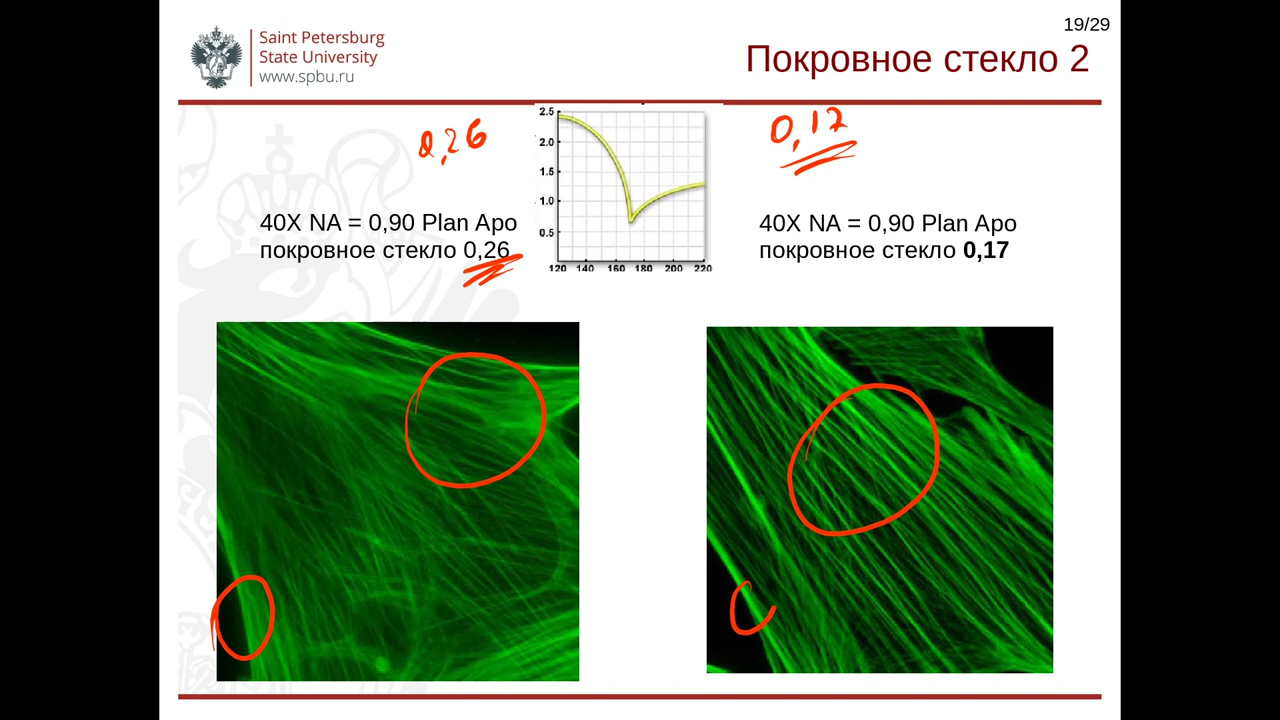 19/29
Saint Petersburg
State University
www.spbu.ru
Покровное стекло 2
0,26
0,17
40X NA = 0,90 Plan Apo
покровное стекло 0,26
2.5
2.0
1.5
1.0
0.5
120 140 160 180 200 220
40X NA = 0,90 Plan Apo
покровное стекло 0,17